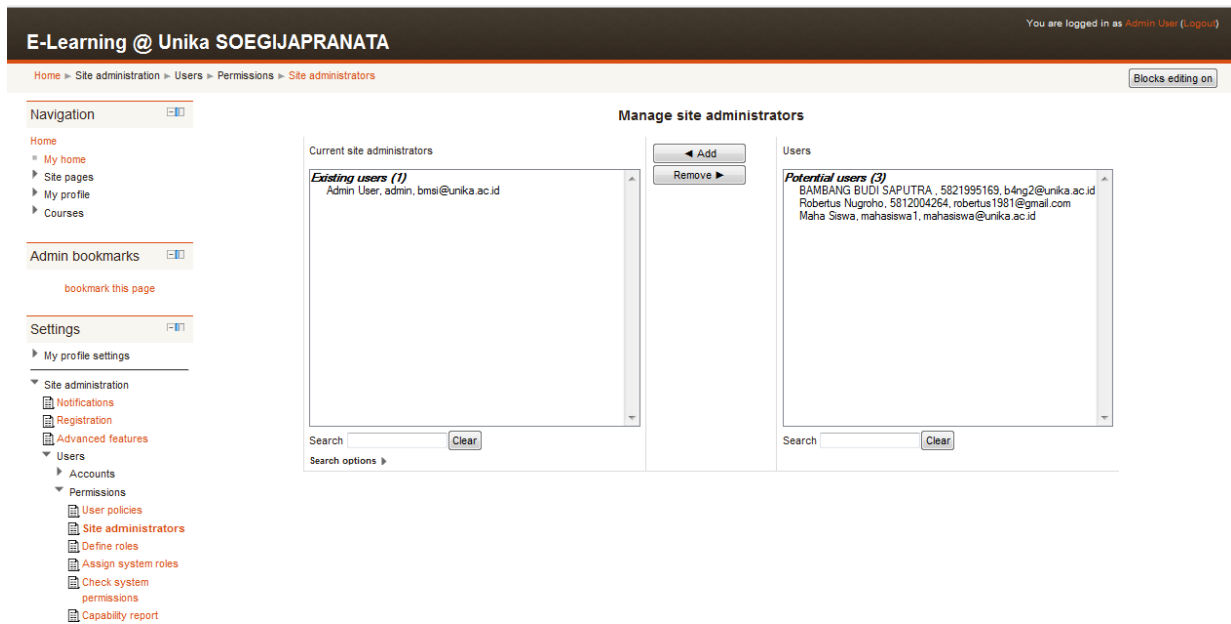 You are logged in as Admin User (Logout)
E-Learning @ Unika SOEGIJAPRANATA
Home ► Site administration ► Users ► Permissions ► Site administrators
Blocks editing on
Navigation
Home
My home
Site pages
My profile
Courses
Admin bookmarks
bookmark this page
Settings
My profile settings
Site administration
Notifications
Registration
Advanced features
Users
Accounts
Permissions
User policies
Site administrators
Define roles
Assign system roles
Check system
permissions
Capability report
Manage site administrators
Current site administrators
Existing users (1)
Admin User, admin, bmsi@unika.ac.id
Search
Clear
Search options
◄ Add
Remove ►
Users
Potential users (3)
BAMBANG BUDI SAPUTRA , 5821995169, b4ng2@unika.ac.id
Robertus Nugroho, 5812004264, robertus1981@gmail.com
Maha Siswa, mahasiswa1, mahasiswa@unika.ac.id
Search
Clear